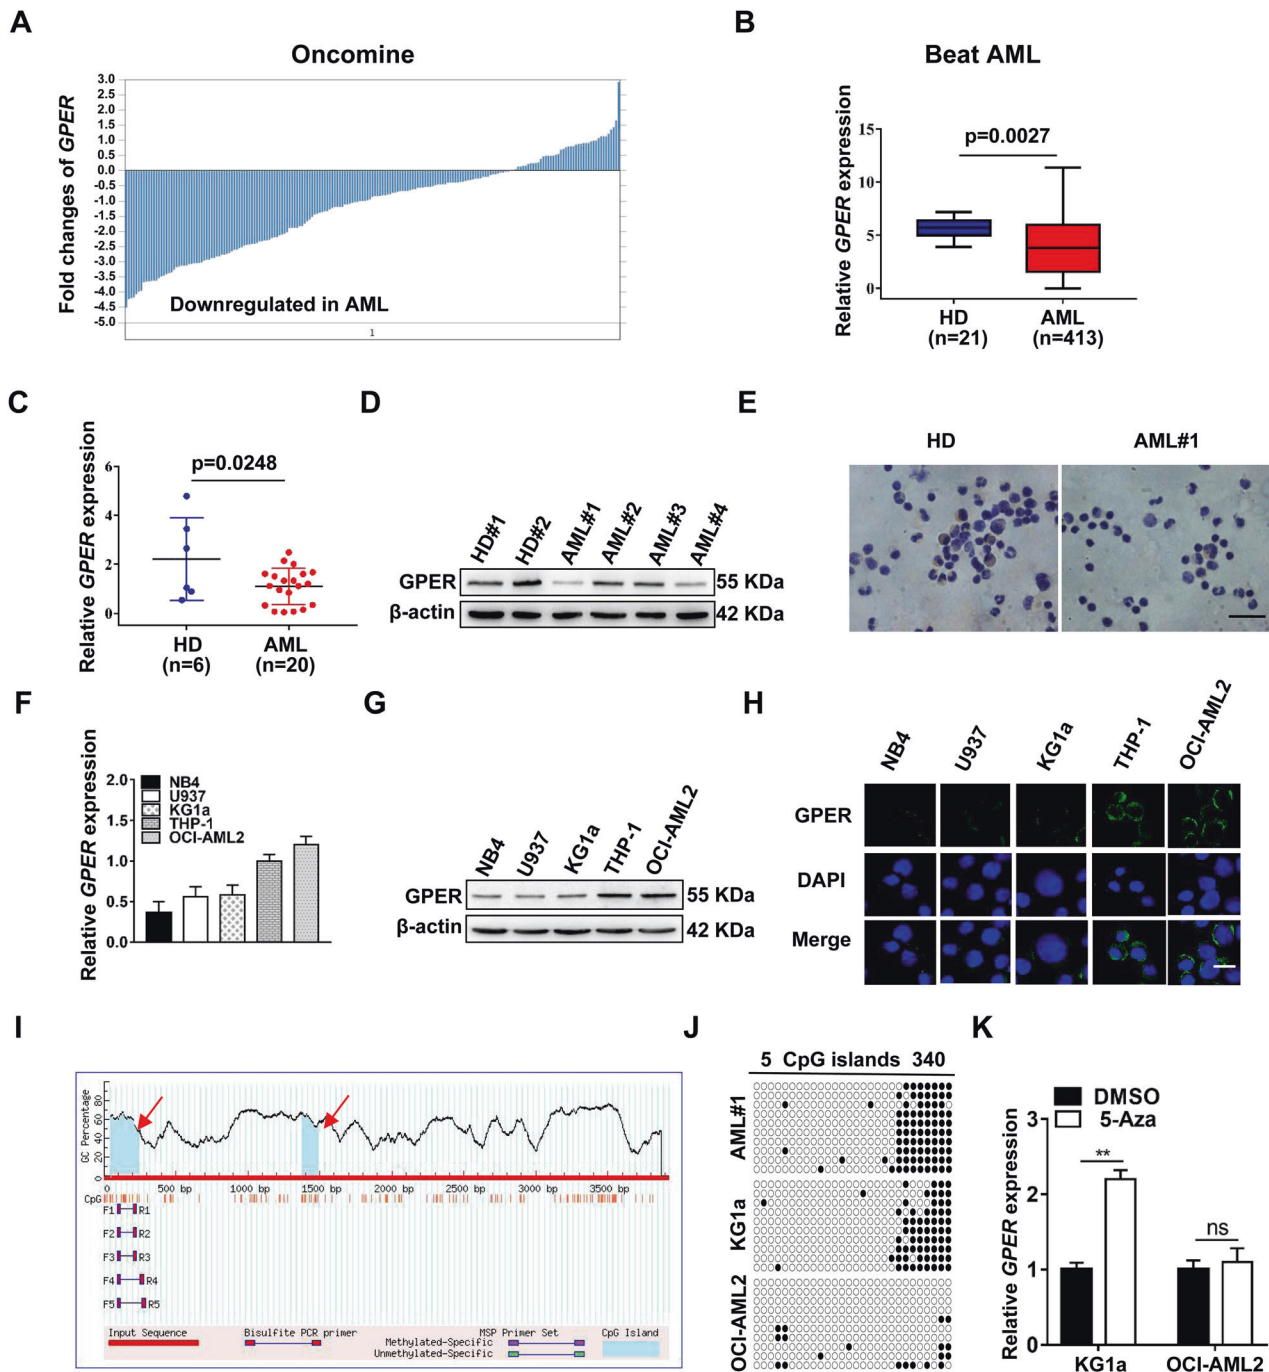 A
Oncomine
Fold changes of GPER
3.0
2.5
2.0
1.5
1.0
0.5
0.0
-0.5
-1.0
-1.5
-2.0
-2.5
-3.0
-3.5
-4.0
-4.5
-5.0
Downregulated in AML
1
B
Beat AML
Relative GPER expression
15
10
5
0
p=0.0027
HD
(n=21)
AML
(n=413)
C
Relative GPER expression
6
4
2
0
p=0.0248
HD
(n=6)
AML
(n=20)
D
HD#1
HD#2
AML#1
AML#2
AML#3
AML#4
GPER
55 KDa
β-actin
42 KDa
E
HD
AML#1
F
Relative GPER expression
2.0
1.5
1.0
0.5
0.0
NB4
U937
KG1a
THP-1
OCI-AML2
G
NB4
U937
KG1a
THP-1
OCI-AML2
GPER
55 KDa
β-actin
42 KDa
H
NB4
U937
KG1a
THP-1
OCI-AML2
GPER
DAPI
Merge
I
GC Percentage
80
60
40
20
0
0
500 bp
1000 bp
1500 bp
2000 bp
2500 bp
3000 bp
3500 bp
CpG
F1 R1
F2 R2
F3 R3
F4 R4
F5 R5
Input Sequence
Bisulfite PCR primer
MSP Primer Set
CpG Island
Methylated-Specific
Unmethylated-Specific
J
5 CpG islands 340
AML#1
KG1a
OCI-AML2
K
DMSO
5-Aza
Relative GPER expression
3
2
1
0
**
ns
KG1a
OCI-AML2